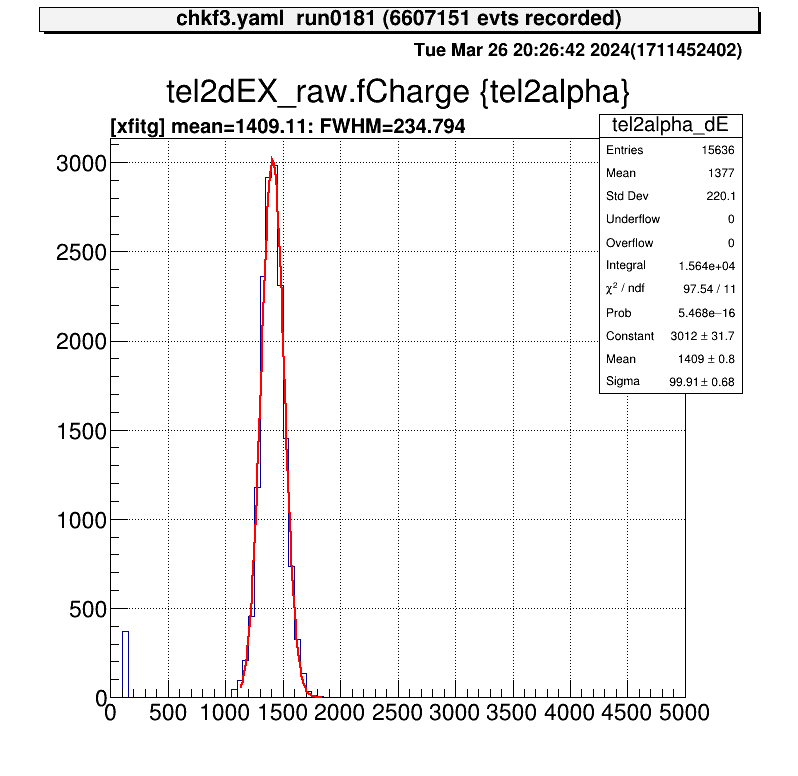 chkf3.yaml run0181 (6607151 evts recorded)
Tue Mar 26 20:26:42 2024(1711452402)
tel2dEX_raw.fCharge {tel2alpha}
[xfitg] mean=1409.11: FWHM=234.794
tel2alpha_dE
Entries 15636
Mean 1377
Std Dev 220.1
Underflow 0
Overflow 0
Integral 1.564e+04
χ² / ndf 97.54 / 11
Prob 5.468e−16
Constant 3012 ± 31.7
Mean 1409 ± 0.8
Sigma 99.91 ± 0.68
3000
2500
2000
1500
1000
500
0
0 500 1000 1500 2000 2500 3000 3500 4000 4500 5000